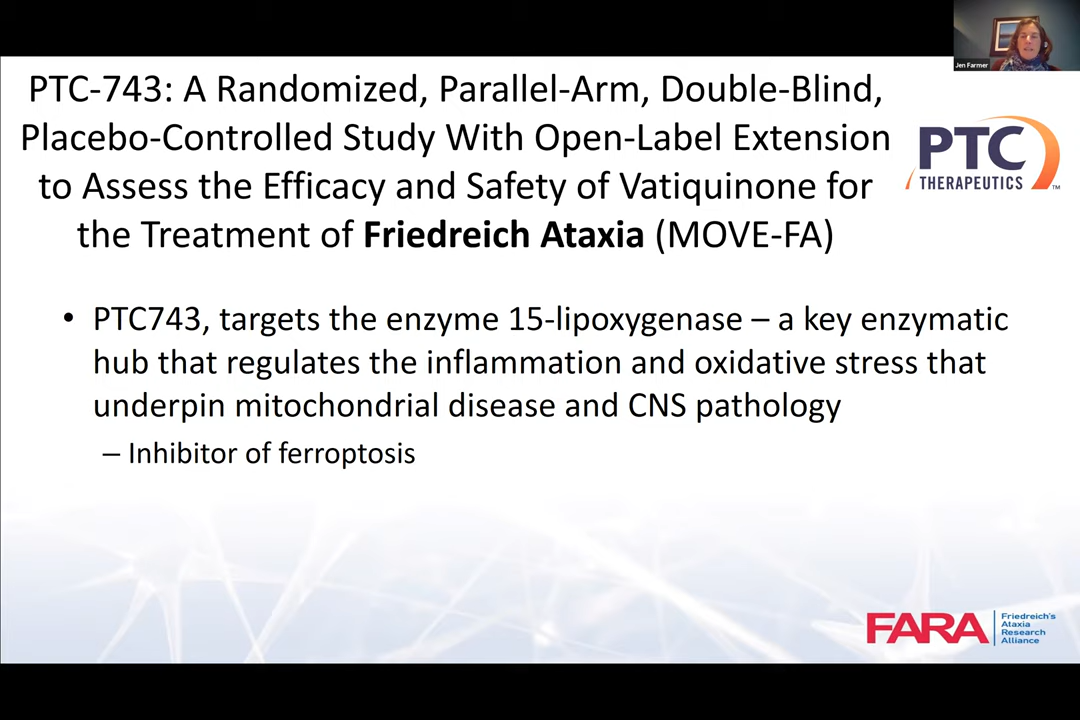 Jen Farmer
PTC-743: A Randomized, Parallel-Arm, Double-Blind,
Placebo-Controlled Study With Open-Label Extension
to Assess the Efficacy and Safety of Vatiquinone for
the Treatment of Friedreich Ataxia (MOVE-FA)
PTC
THERAPEUTICS™
• PTC743, targets the enzyme 15-lipoxygenase – a key enzymatic
hub that regulates the inflammation and oxidative stress that
underpin mitochondrial disease and CNS pathology
– Inhibitor of ferroptosis
FARA
Friedreich's
Ataxia
Research
Alliance